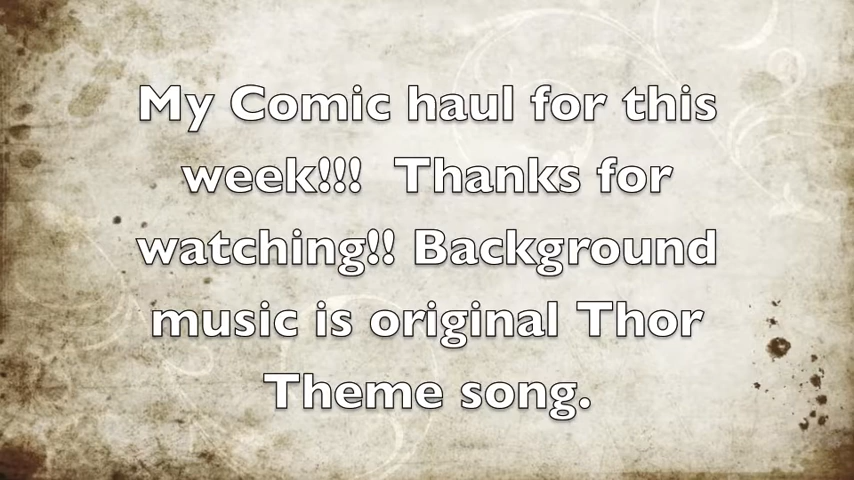 My Comic haul for this
week!!!  Thanks for
watching!! Background
music is original Thor
Theme song.